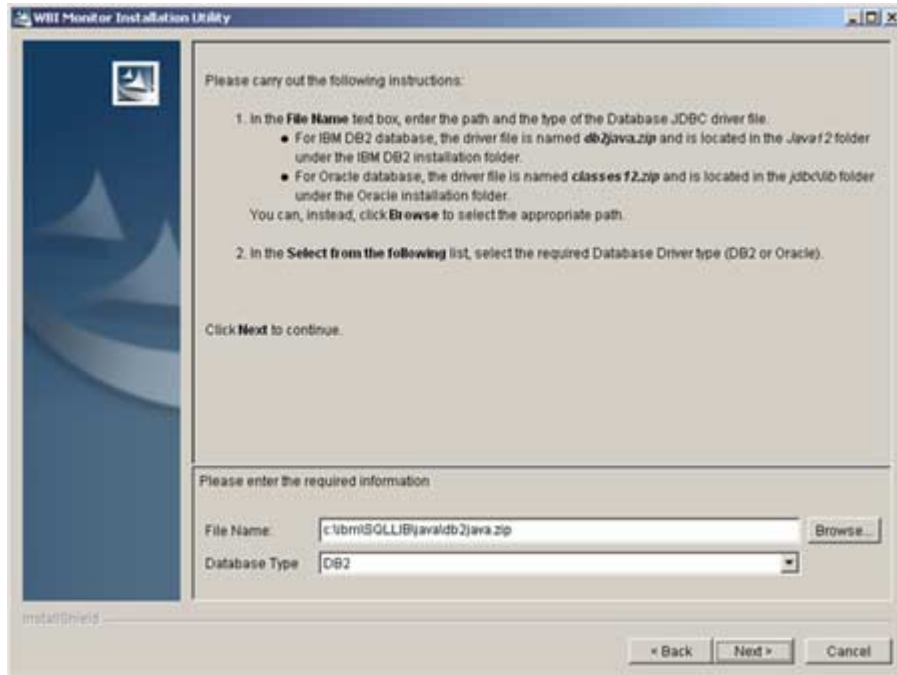 WBI Monitor Installation Utility
Please carry out the following instructions:
1. In the File Name text box, enter the path and the type of the Database JDBC driver file.
● For IBM DB2 database, the driver file is named db2java.zip and is located in the Java12 folder
under the IBM DB2 installation folder.
● For Oracle database, the driver file is named classes12.zip and is located in the jdbc\lib folder
under the Oracle installation folder.
You can, instead, click Browse to select the appropriate path.
2. In the Select from the following list, select the required Database Driver type (DB2 or Oracle).
Click Next to continue.
Please enter the required information
File Name: c:\ibm\SQLLIB\java\db2java.zip Browse...
Database Type DB2
InstallShield
< Back Next > Cancel